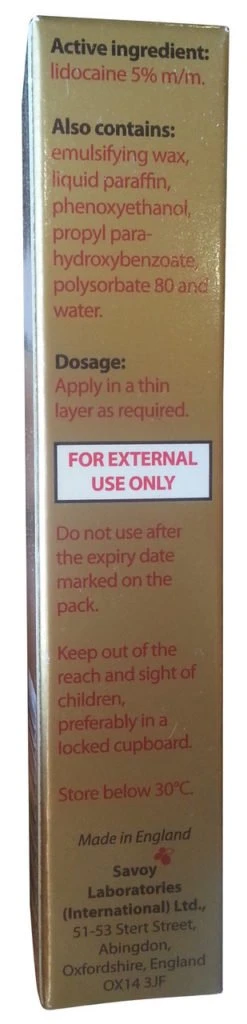 Active ingredient:
lidocaine 5% m/m.
Also contains:
emulsifying wax,
liquid paraffin,
phenoxyethanol,
propyl para-
hydroxybenzoate,
polysorbate 80 and
water.
Dosage:
Apply in a thin
layer as required.
FOR EXTERNAL
USE ONLY
Do not use after
the expiry date
marked on the
pack.
Keep out of the
reach and sight of
children,
preferably in a
locked cupboard.
Store below 30°C.
Made in England
Savoy
Laboratories
(International) Ltd.,
51-53 Stert Street,
Abingdon,
Oxfordshire, England
OX14 3JF